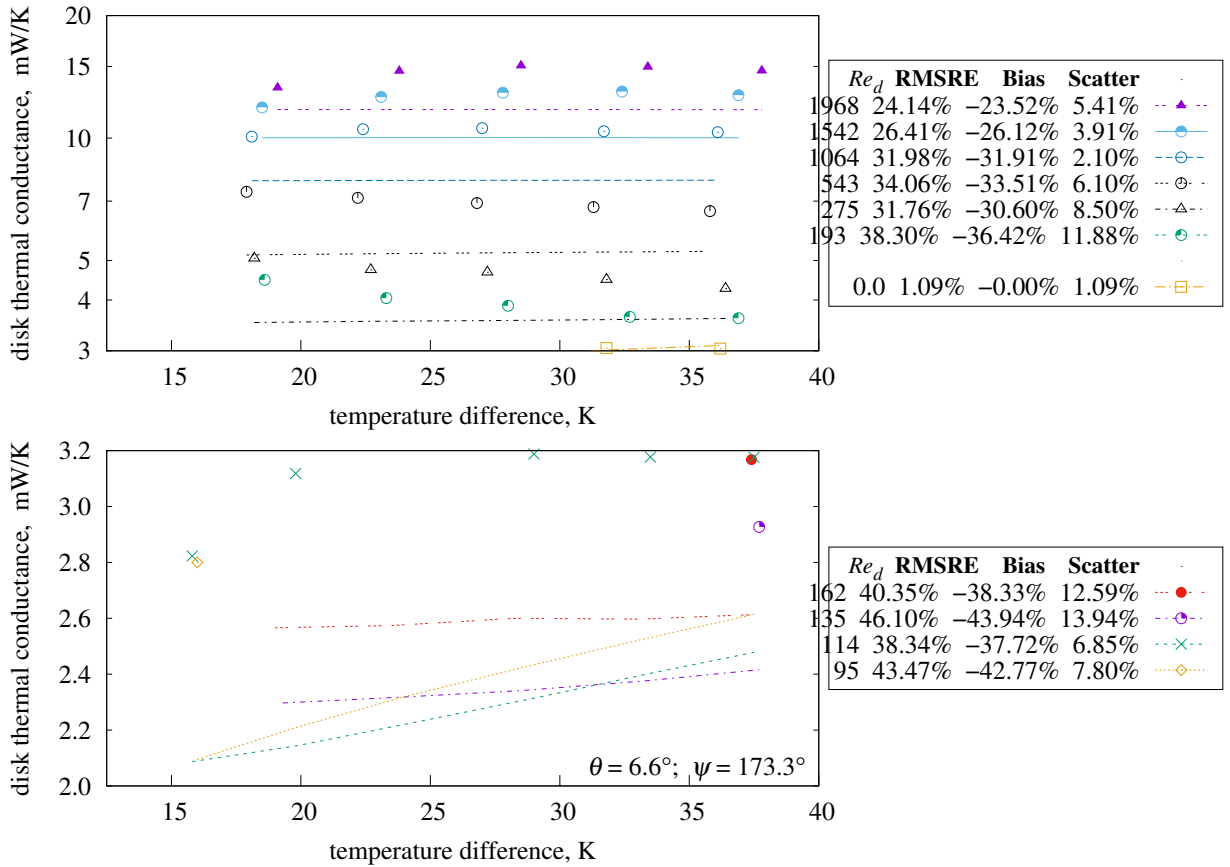 20
15
10
7
5
4
3
15 20 25 30 35 40
disk thermal conductance, mW/K
temperature difference, K
Re_d RMSRE Bias Scatter
1968 24.14% −23.52% 5.41%
1542 26.41% −26.12% 3.91%
1064 31.98% −31.91% 2.10%
543 34.06% −33.51% 6.10%
275 31.76% −30.60% 8.50%
193 38.30% −36.42% 11.88%
0.0 1.09% −0.00% 1.09%
3.2
3.0
2.8
2.6
2.4
2.2
2.0
15 20 25 30 35 40
disk thermal conductance, mW/K
temperature difference, K
θ = 6.6°; ψ = 173.3°
Re_d RMSRE Bias Scatter
162 40.35% −38.33% 12.59%
135 46.10% −43.94% 13.94%
114 38.34% −37.72% 6.85%
95 43.47% −42.77% 7.80%